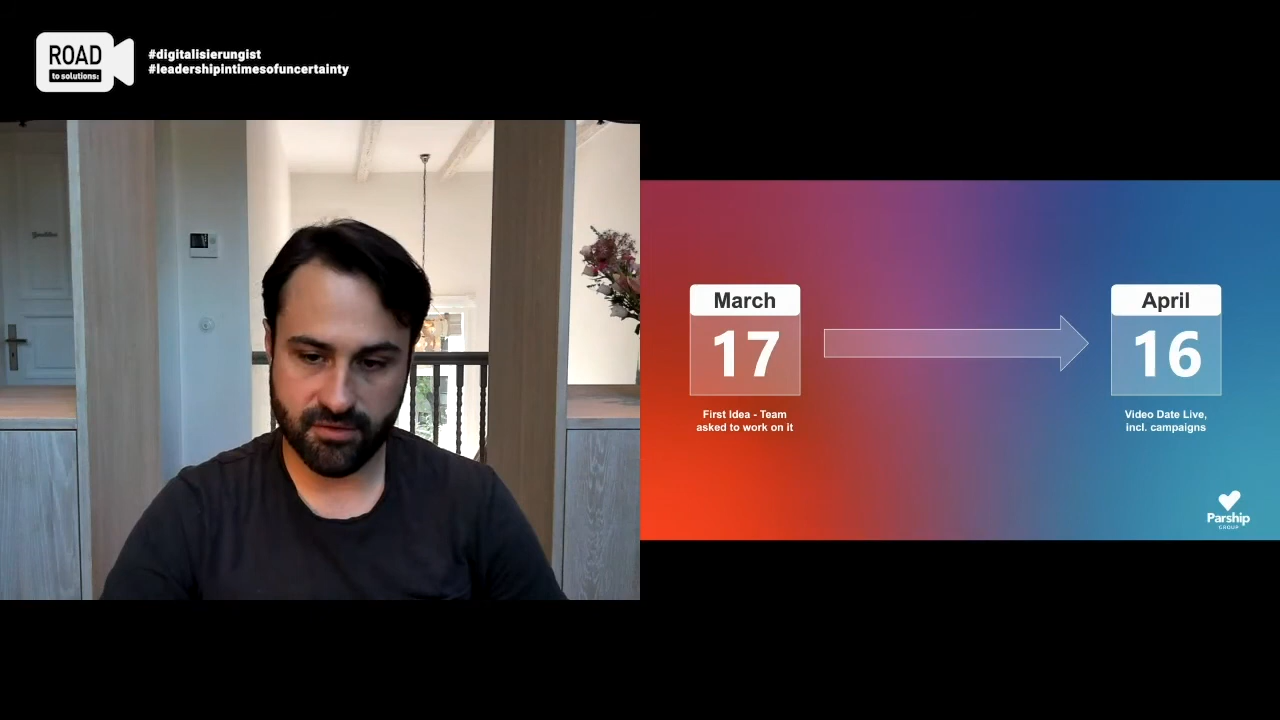 ROAD
to solutions:
#digitalisierungist
#leadershipintimesofuncertainty
March
17
First Idea - Team
asked to work on it
April
16
Video Date Live,
incl. campaigns
Parship
GROUP